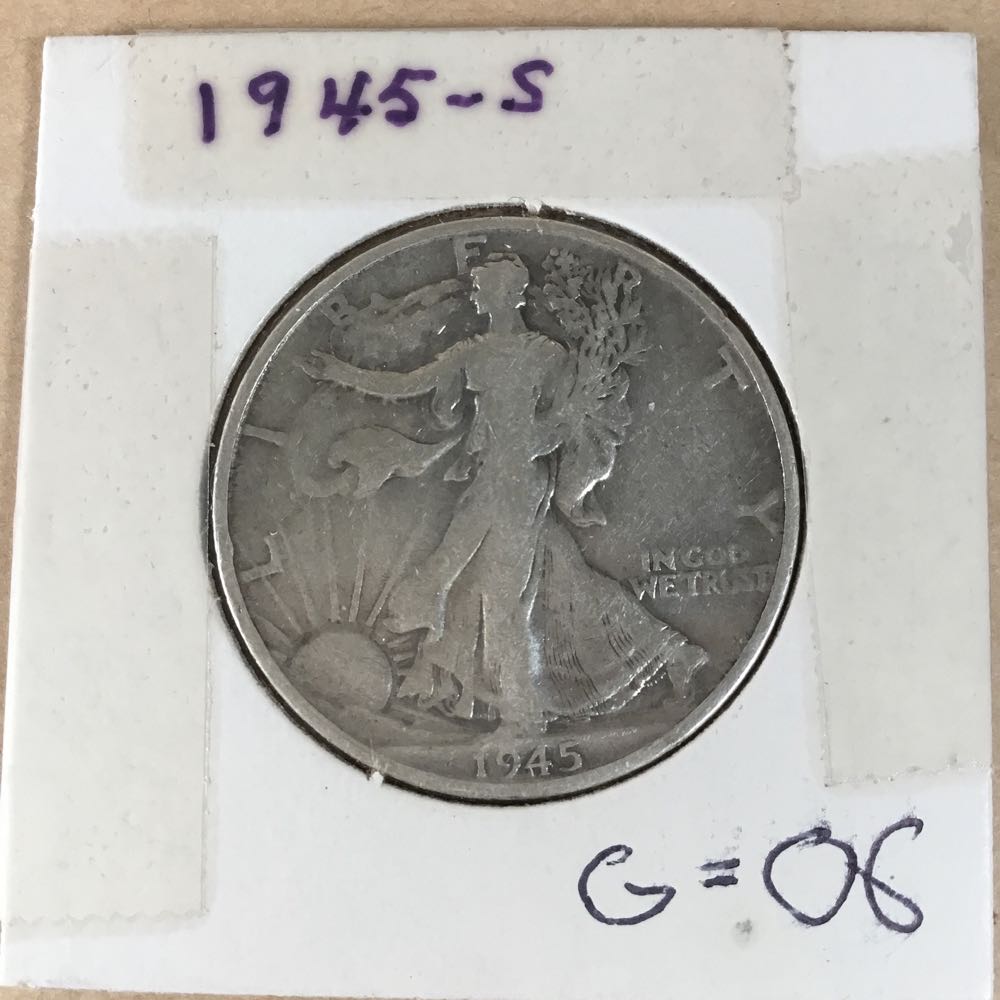 1945-S
LIBERTY
IN GOD
WE TRUST
1945
G=06